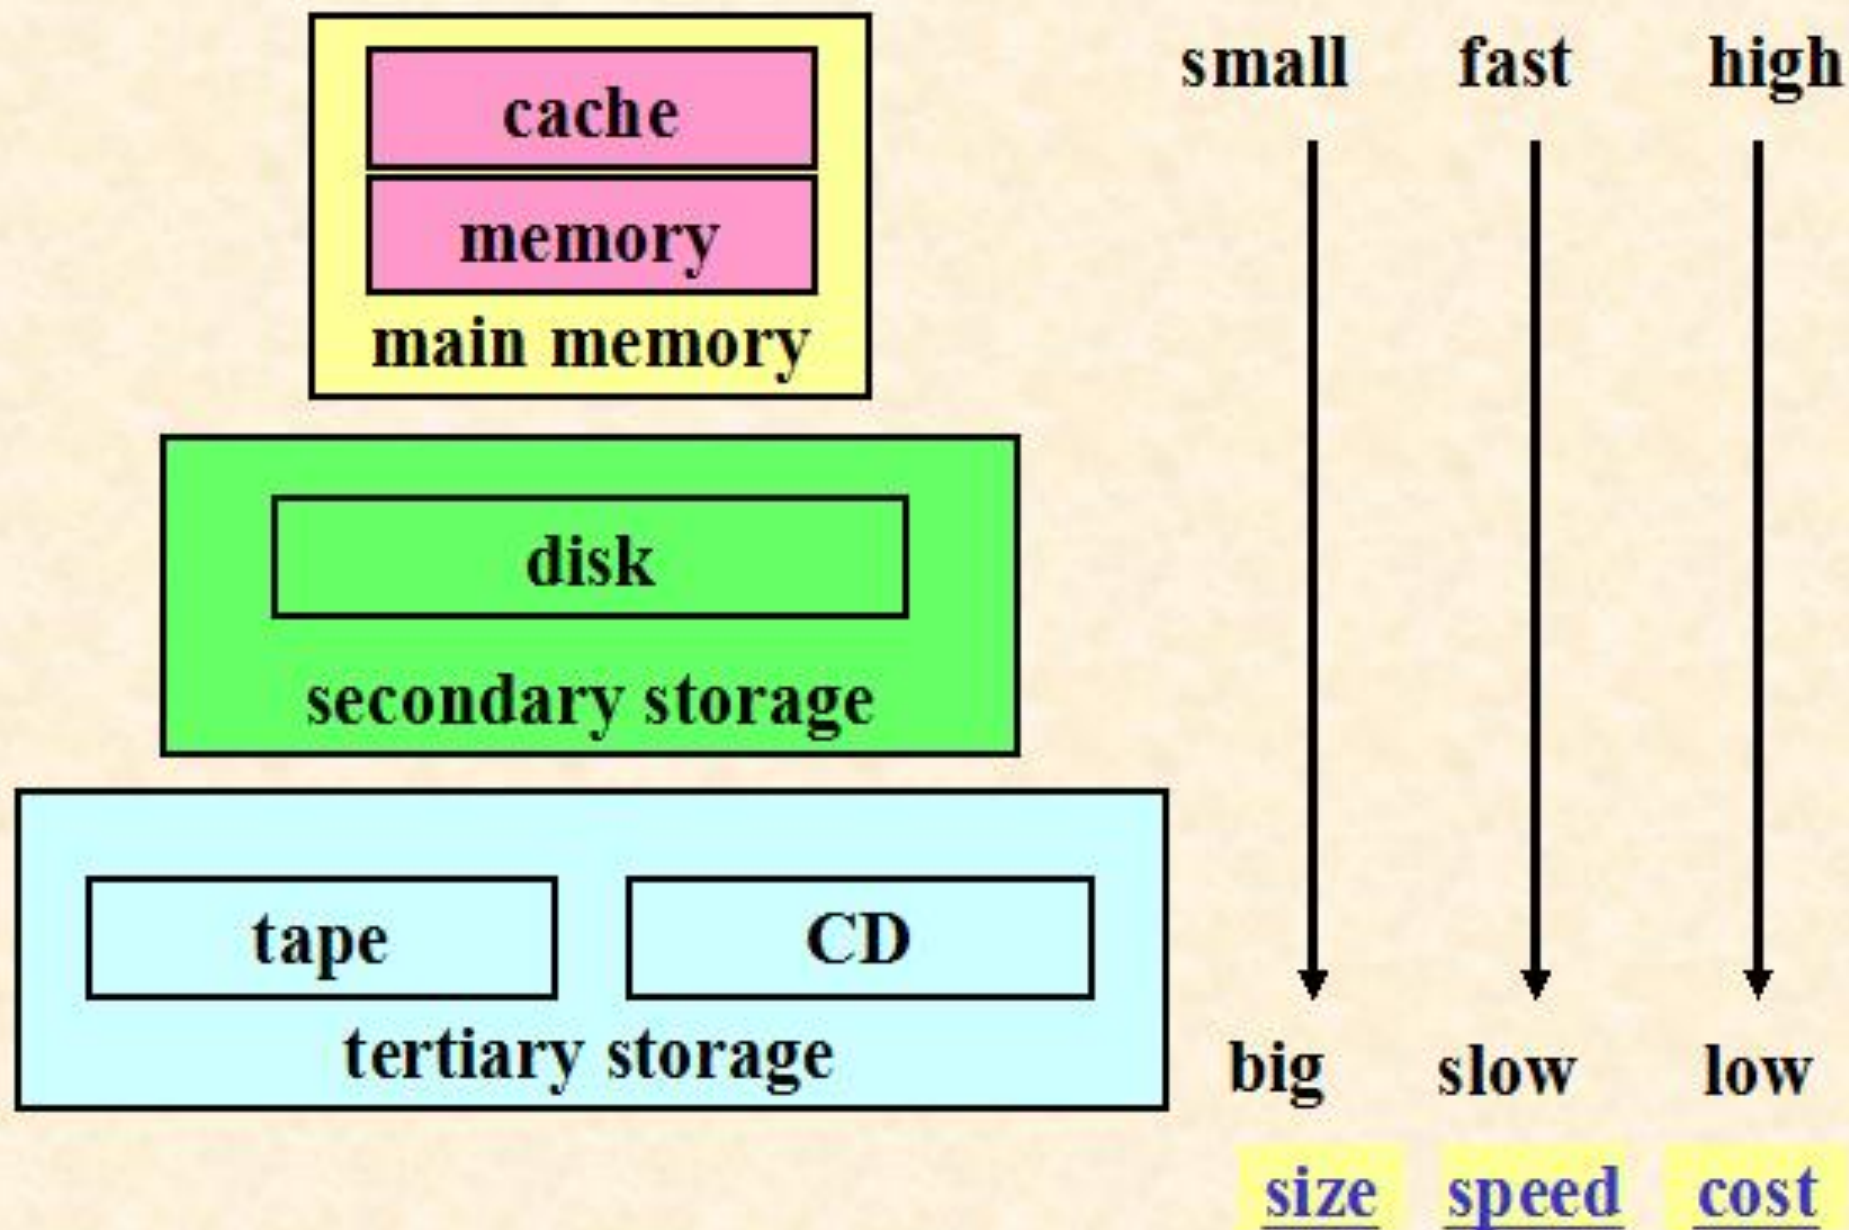 cache
memory
main memory
disk
secondary storage
tape CD
tertiary storage
small fast high
big slow low
size speed cost